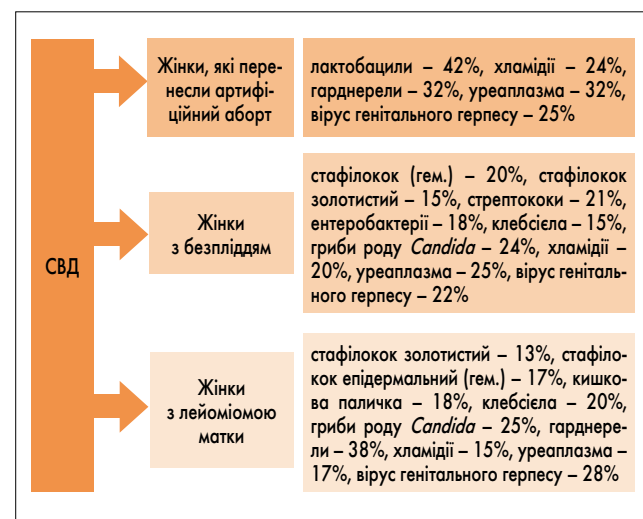 СВД
Жінки, які пере-
несли артифі-
ційний аборт
лактобацили – 42%, хламідії – 24%,
гарднерели – 32%, уреаплазма – 32%,
вірус генітального герпесу – 25%
Жінки
з безпліддям
стафілокок (гем.) – 20%, стафілокок
золотистий – 15%, стрептококи – 21%,
ентеробактерії – 18%, клебсієла – 15%,
гриби роду Candida – 24%, хламідії –
20%, уреаплазма – 25%, вірус геніталь-
ного герпесу – 22%
Жінки
з лейоміомою
матки
стафілокок золотистий – 13%, стафіло-
кок епідермальний (гем.) – 17%, кишко-
ва паличка – 18%, клебсієла – 20%,
гриби роду Candida – 25%, гарднере-
ли – 38%, хламідії – 15%, уреаплазма –
17%, вірус генітального герпесу – 28%